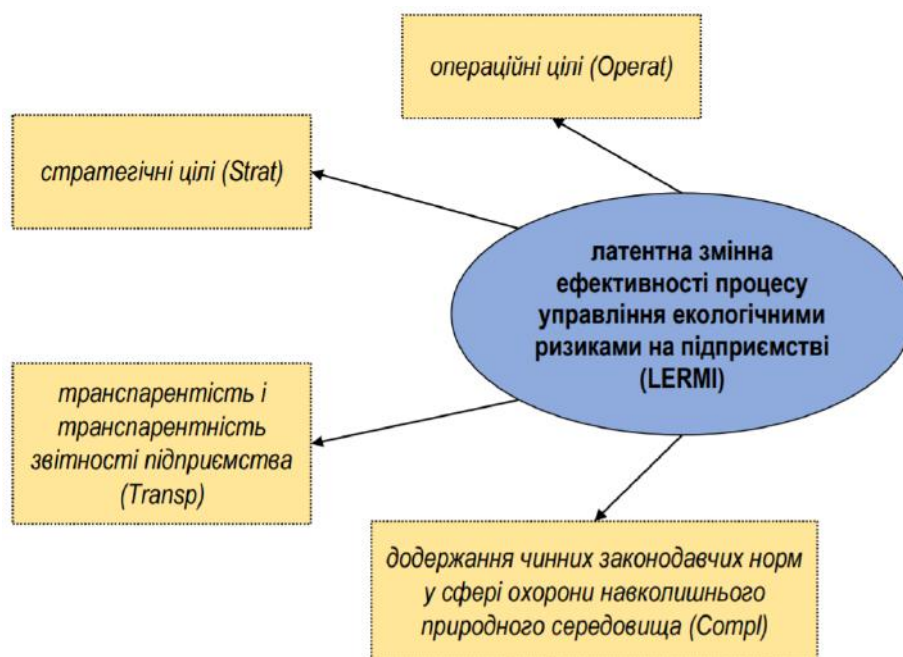 операційні цілі (Operat)
стратегічні цілі (Strat)
латентна змінна
ефективності процесу
управління екологічними
ризиками на підприємстві
(LERMI)
транспарентість і
транспарентність
звітності підприємства
(Transp)
додержання чинних законодавчих норм
у сфері охорони навколишнього
природного середовища (Compl)